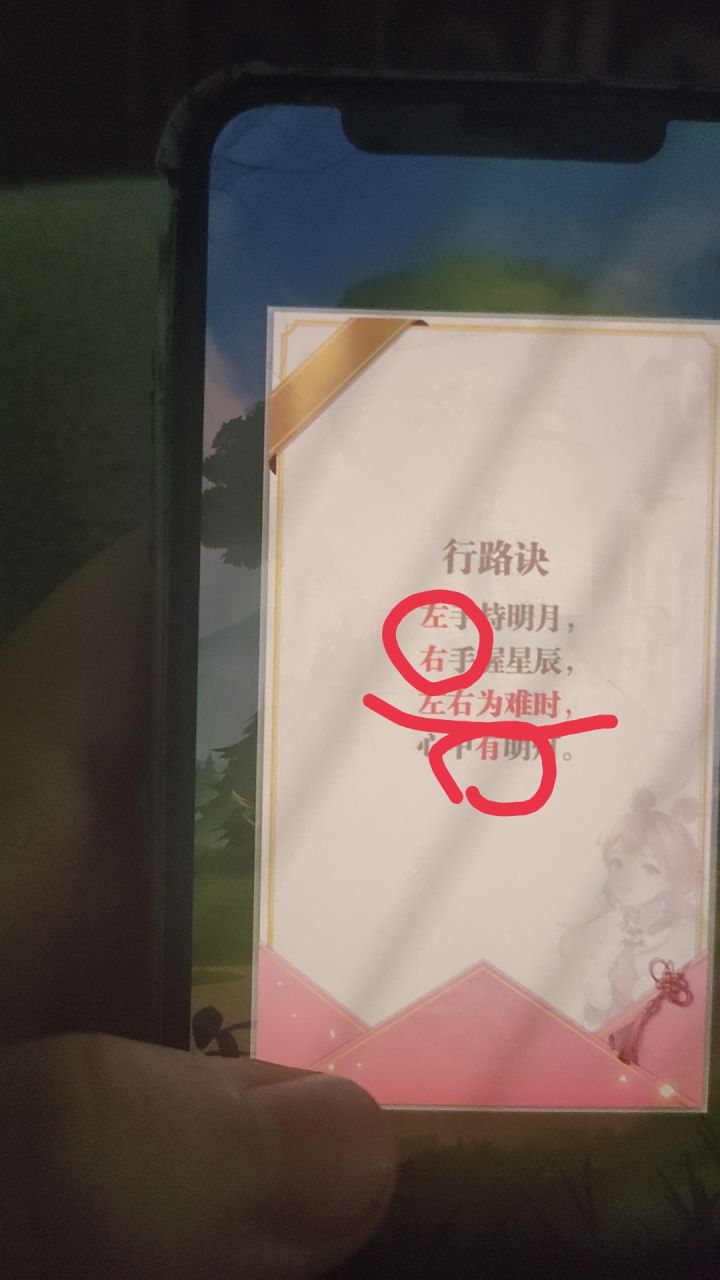 行路诀
左手持明月，
右手握星辰，
左右为难时，
心中有明灯。